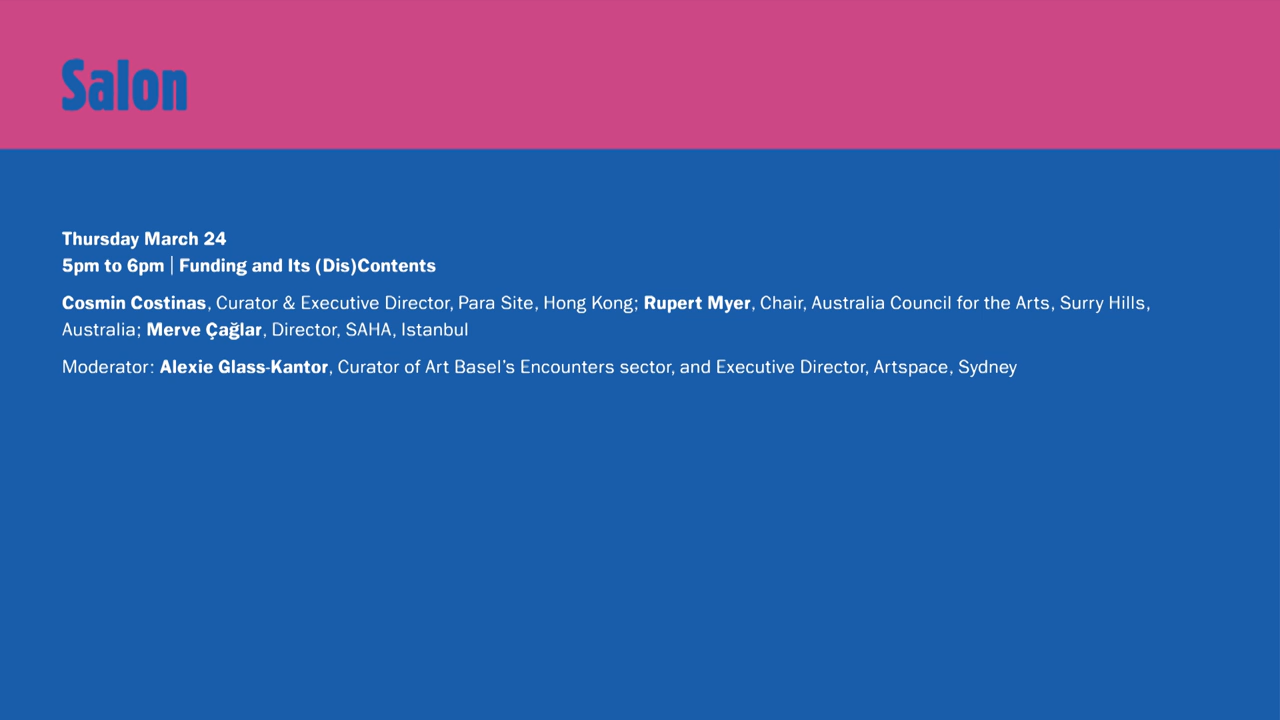 Salon
Thursday March 24
5pm to 6pm | Funding and Its (Dis)Contents
Cosmin Costinas, Curator & Executive Director, Para Site, Hong Kong; Rupert Myer, Chair, Australia Council for the Arts, Surry Hills,
Australia; Merve Çağlar, Director, SAHA, Istanbul
Moderator: Alexie Glass-Kantor, Curator of Art Basel’s Encounters sector, and Executive Director, Artspace, Sydney